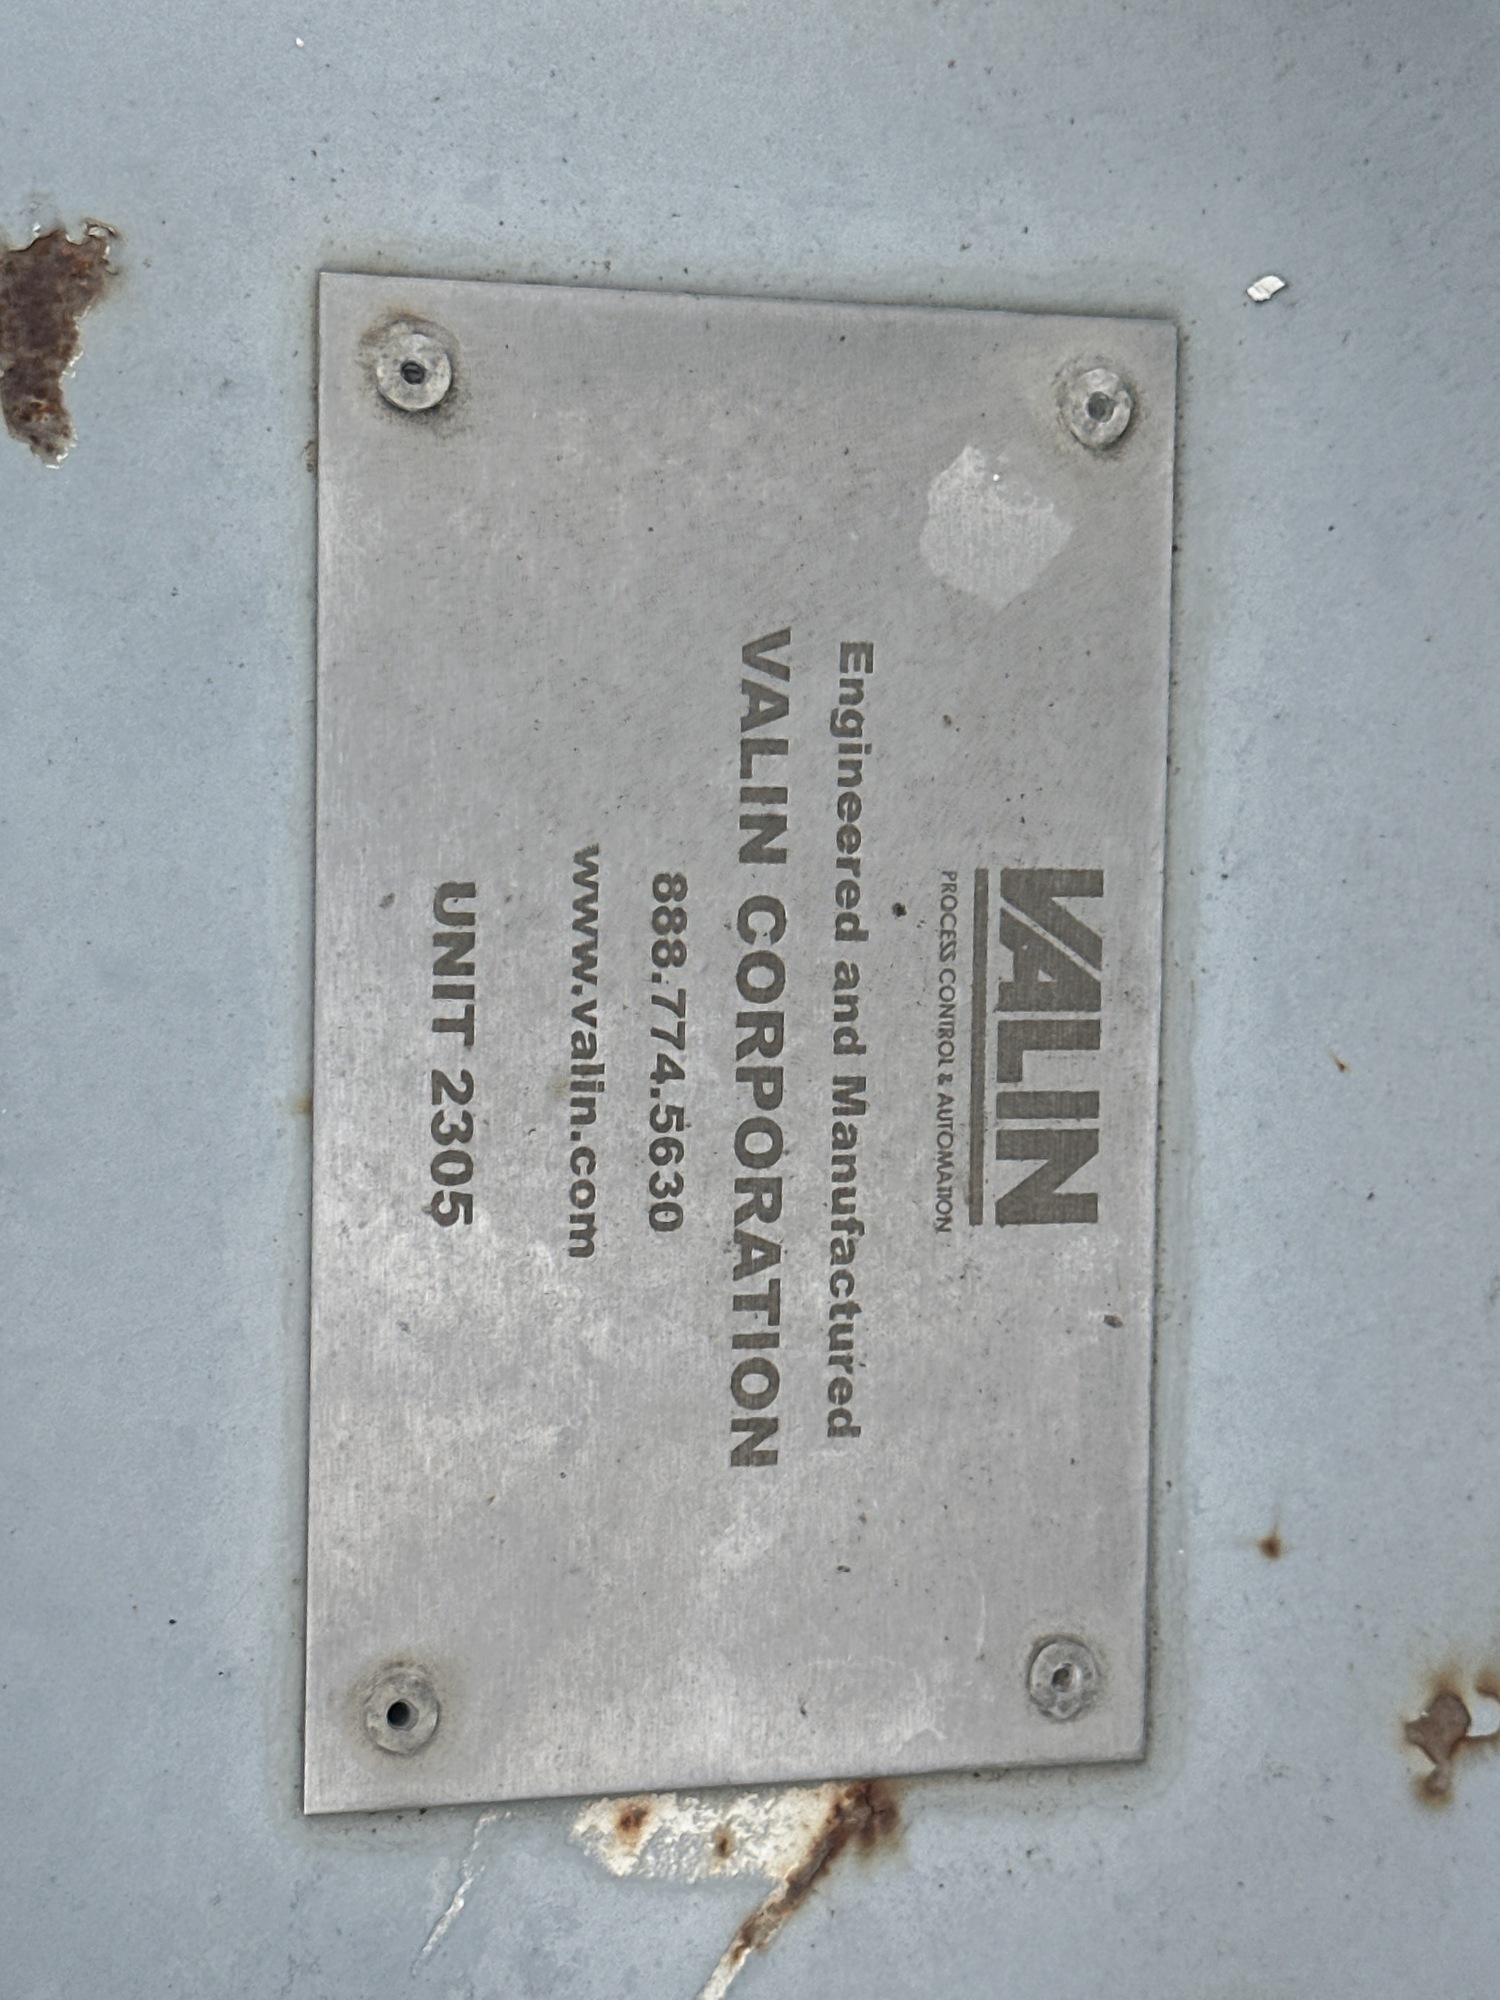 VALIN
PROCESS CONTROL & AUTOMATION
Engineered and Manufactured
VALIN CORPORATION
888.774.5630
www.valin.com
UNIT 2305